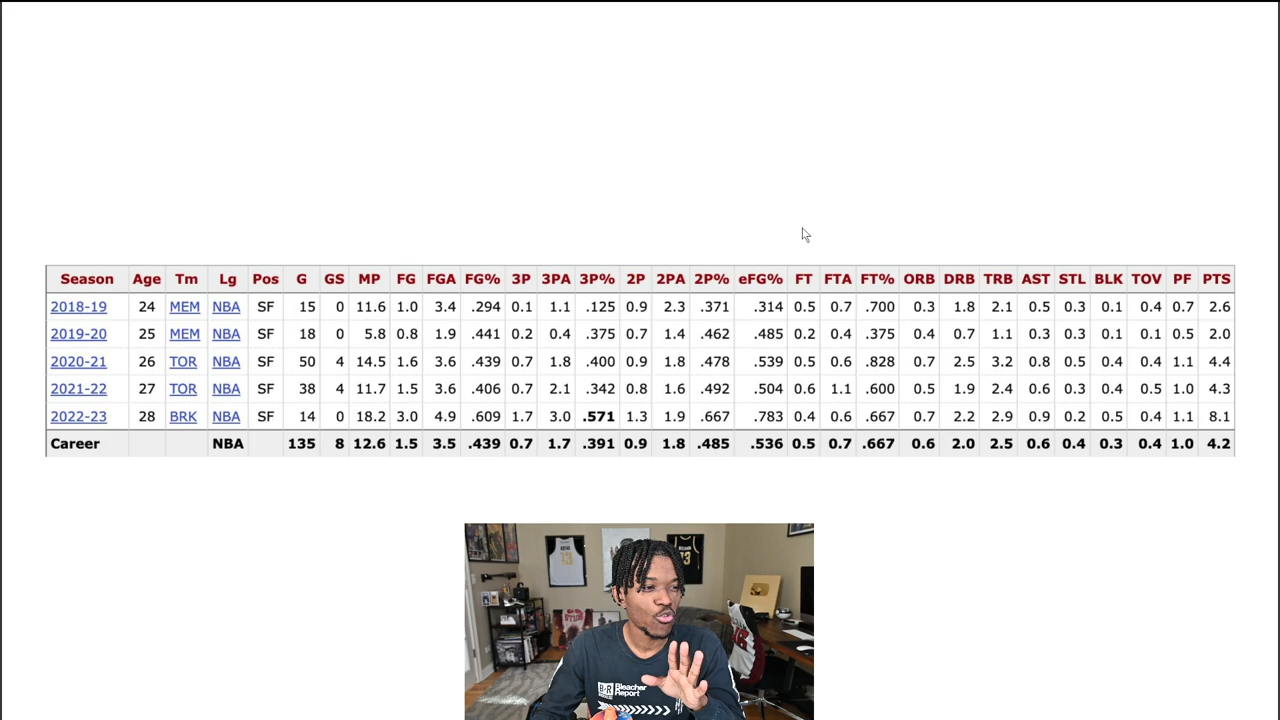 Season Age Tm Lg Pos G GS MP FG FGA FG% 3P 3PA 3P% 2P 2PA 2P% eFG% FT FTA FT% ORB DRB TRB AST STL BLK TOV PF PTS
2018-19 24 MEM NBA SF 15 0 11.6 1.0 3.4 .294 0.1 1.1 .125 0.9 2.3 .371 .314 0.5 0.7 .700 0.3 1.8 2.1 0.5 0.3 0.1 0.4 0.7 2.6
2019-20 25 MEM NBA SF 18 0 5.8 0.8 1.9 .441 0.2 0.4 .375 0.7 1.4 .462 .485 0.2 0.4 .375 0.4 0.7 1.1 0.3 0.3 0.1 0.1 0.5 2.0
2020-21 26 TOR NBA SF 50 4 14.5 1.6 3.6 .439 0.7 1.8 .400 0.9 1.8 .478 .539 0.5 0.6 .828 0.7 2.5 3.2 0.8 0.5 0.4 0.4 1.1 4.4
2021-22 27 TOR NBA SF 38 4 11.7 1.5 3.6 .406 0.7 2.1 .342 0.8 1.6 .492 .504 0.6 1.1 .600 0.5 1.9 2.4 0.6 0.3 0.4 0.5 1.0 4.3
2022-23 28 BRK NBA SF 14 0 18.2 3.0 4.9 .609 1.7 3.0 .571 1.3 1.9 .667 .783 0.4 0.6 .667 0.7 2.2 2.9 0.9 0.2 0.5 0.4 1.1 8.1
Career NBA 135 8 12.6 1.5 3.5 .439 0.7 1.7 .391 0.9 1.8 .485 .536 0.5 0.7 .667 0.6 2.0 2.5 0.6 0.4 0.3 0.4 1.0 4.2
13
B R Bleacher
Report